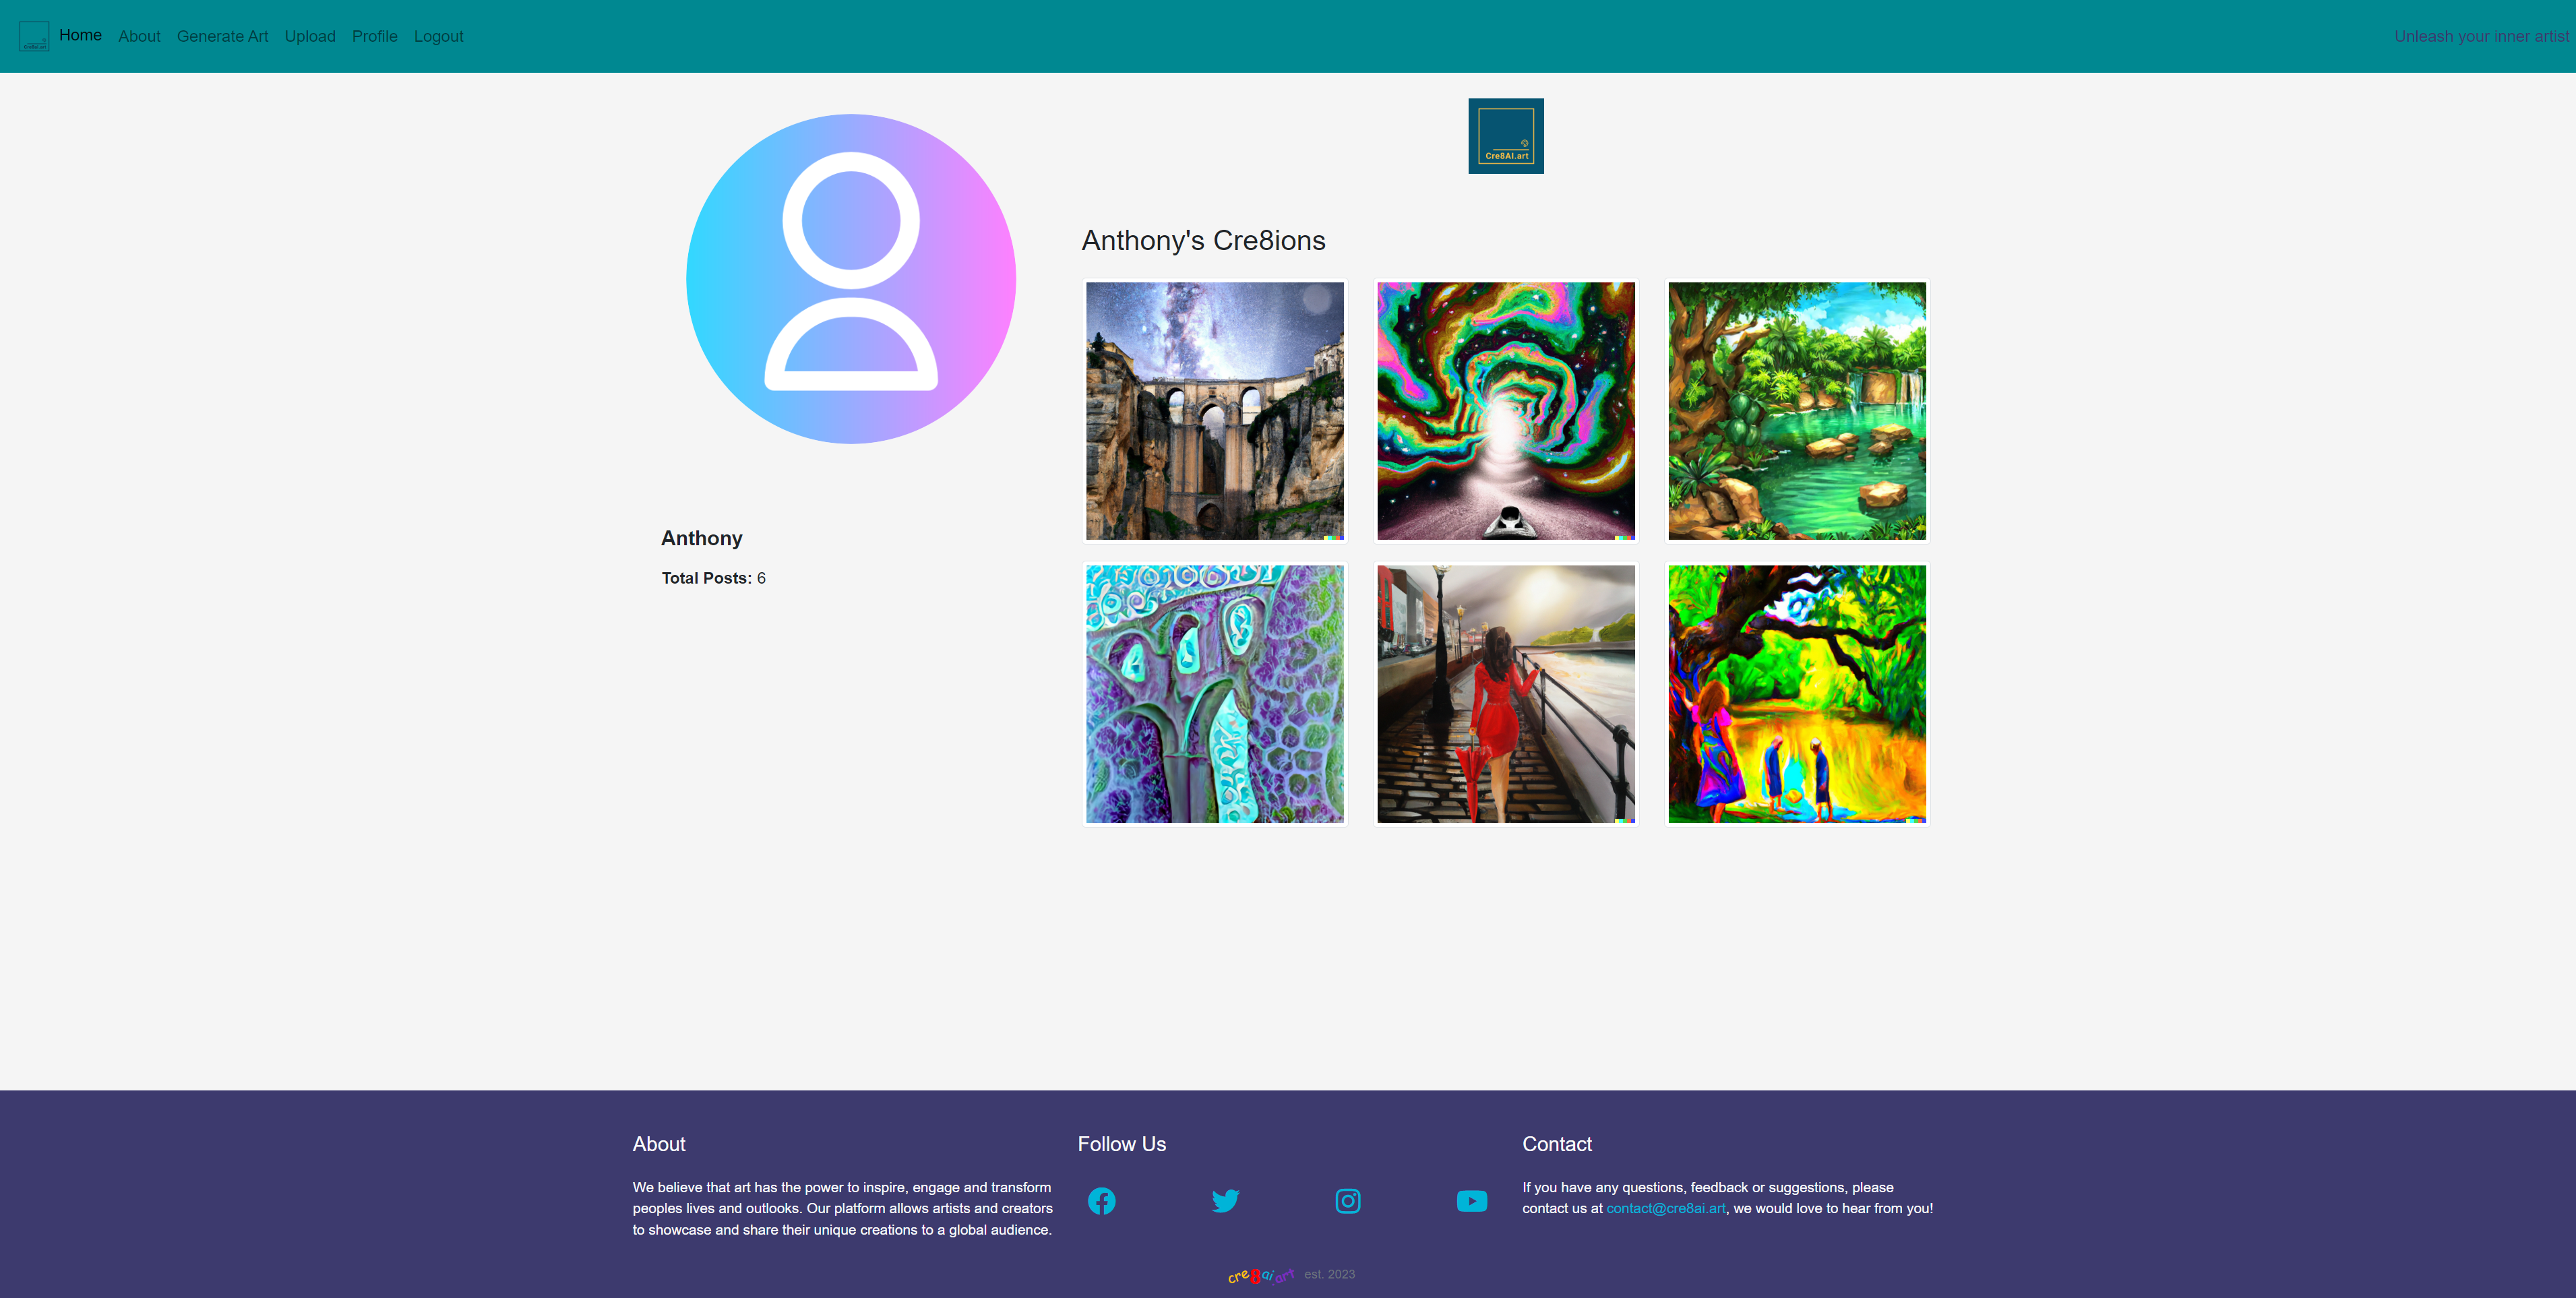 Cre8AI.art
Home About Generate Art Upload Profile Logout
Unleash your inner artist
Cre8AI.art
Anthony's Cre8ions
Anthony
Total Posts: 6
About
We believe that art has the power to inspire, engage and transform
peoples lives and outlooks. Our platform allows artists and creators
to showcase and share their unique creations to a global audience.
Follow Us
Contact
If you have any questions, feedback or suggestions, please
contact us at contact@cre8ai.art, we would love to hear from you!
cre8ai.art est. 2023